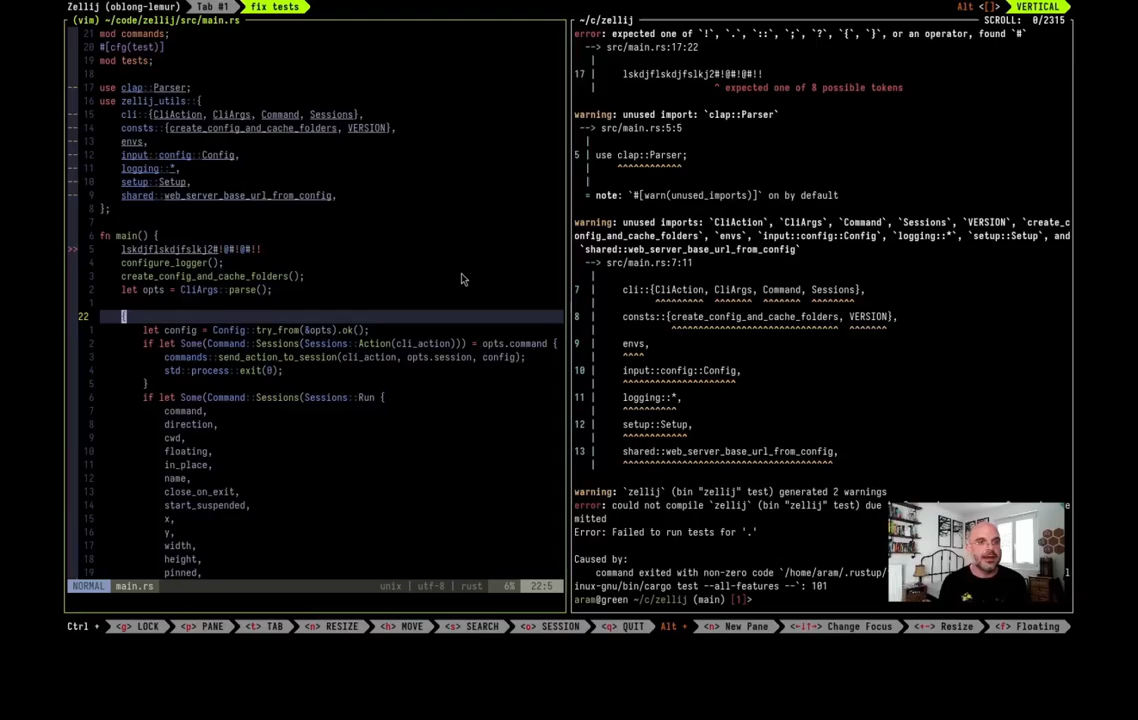 Zellij (oblong-lemur) Tab #1 fix tests Alt <[]> VERTICAL
(vim) ~/code/zellij/src/main.rs
21 mod commands;
20 #[cfg(test)]
19 mod tests;
18
-- 17 use clap::Parser;
16 use zellij_utils::{
-- 15 cli::{CliAction, CliArgs, Command, Sessions},
-- 14 consts::{create_config_and_cache_folders, VERSION},
-- 13 envs,
-- 12 input::config::Config,
-- 11 logging::*,
-- 10 setup::Setup,
-- 9 shared::web_server_base_url_from_config,
8 };
7
6 fn main() {
>> 5 lskdjflskdjfslkj2#!@#!@#!!
4 configure_logger();
3 create_config_and_cache_folders();
2 let opts = CliArgs::parse();
1
22 {
1 let config = Config::try_from(&opts).ok();
2 if let Some(Command::Sessions(Sessions::Action(cli_action))) = opts.command {
3 commands::send_action_to_session(cli_action, opts.session, config);
4 std::process::exit(0);
5 }
6 if let Some(Command::Sessions(Sessions::Run {
7 command,
8 direction,
9 cwd,
10 floating,
11 in_place,
12 name,
13 close_on_exit,
14 start_suspended,
15 x,
16 y,
17 width,
18 height,
19 pinned,
NORMAL main.rs unix | utf-8 | rust 6% 22:5
~/c/zellij SCROLL: 0/2315
error: expected one of `!`, `.`, `::`, `;`, `?`, `{`, `}`, or an operator, found `#`
--> src/main.rs:17:22
|
17 | lskdjflskdjfslkj2#!@#!@#!!
| ^ expected one of 8 possible tokens
warning: unused import: `clap::Parser`
--> src/main.rs:5:5
|
5 | use clap::Parser;
| ^^^^^^^^^^^^
|
= note: `#[warn(unused_imports)]` on by default
warning: unused imports: `CliAction`, `CliArgs`, `Command`, `Sessions`, `VERSION`, `create_c
onfig_and_cache_folders`, `envs`, `input::config::Config`, `logging::*`, `setup::Setup`, and
`shared::web_server_base_url_from_config`
--> src/main.rs:7:11
|
7 | cli::{CliAction, CliArgs, Command, Sessions},
| ^^^^^^^^^ ^^^^^^^ ^^^^^^^ ^^^^^^^^
8 | consts::{create_config_and_cache_folders, VERSION},
| ^^^^^^^^^^^^^^^^^^^^^^^^^^^^^^^ ^^^^^^^
9 | envs,
| ^^^^
10 | input::config::Config,
| ^^^^^^^^^^^^^^^^^^^^^
11 | logging::*,
| ^^^^^^^^^^
12 | setup::Setup,
| ^^^^^^^^^^^^
13 | shared::web_server_base_url_from_config,
| ^^^^^^^^^^^^^^^^^^^^^^^^^^^^^^^^^^^^^^^
warning: `zellij` (bin "zellij" test) generated 2 warnings
error: could not compile `zellij` (bin "zellij" test) due
mitted
Error: Failed to run tests for '.'
Caused by:
command exited with non-zero code `/home/aram/.rustup/
inux-gnu/bin/cargo test --all-features --`: 101
aram@green ~/c/zellij (main) [1]>
Ctrl + <g> LOCK <p> PANE <t> TAB <n> RESIZE <h> MOVE <s> SEARCH <o> SESSION <q> QUIT Alt + <n> New Pane <←↓↑→> Change Focus <+-> Resize <f> Floating